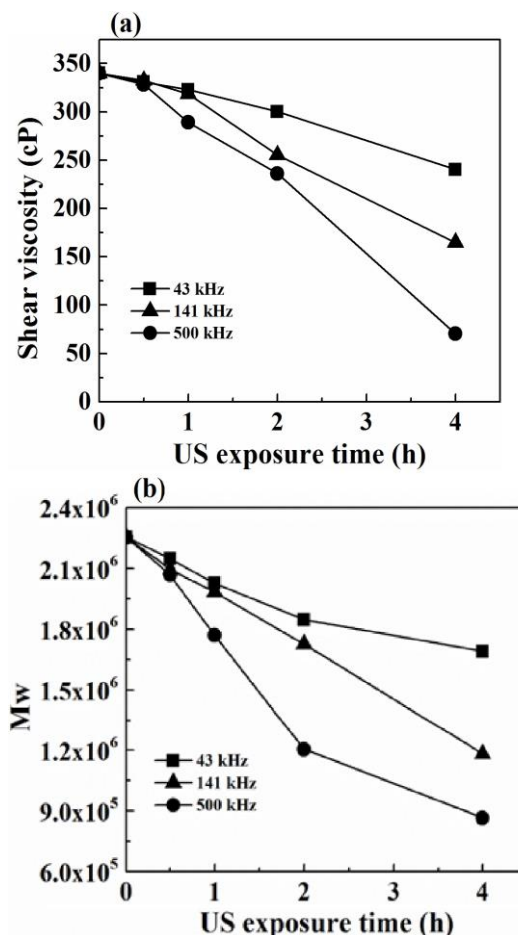 (a)
Shear viscosity (cP)
350
300
250
200
150
100
50
0
43 kHz
141 kHz
500 kHz
0 1 2 3 4
US exposure time (h)
(b)
Mw
2.4x10⁶
2.1x10⁶
1.8x10⁶
1.5x10⁶
1.2x10⁶
9.0x10⁵
6.0x10⁵
43 kHz
141 kHz
500 kHz
0 1 2 3 4
US exposure time (h)